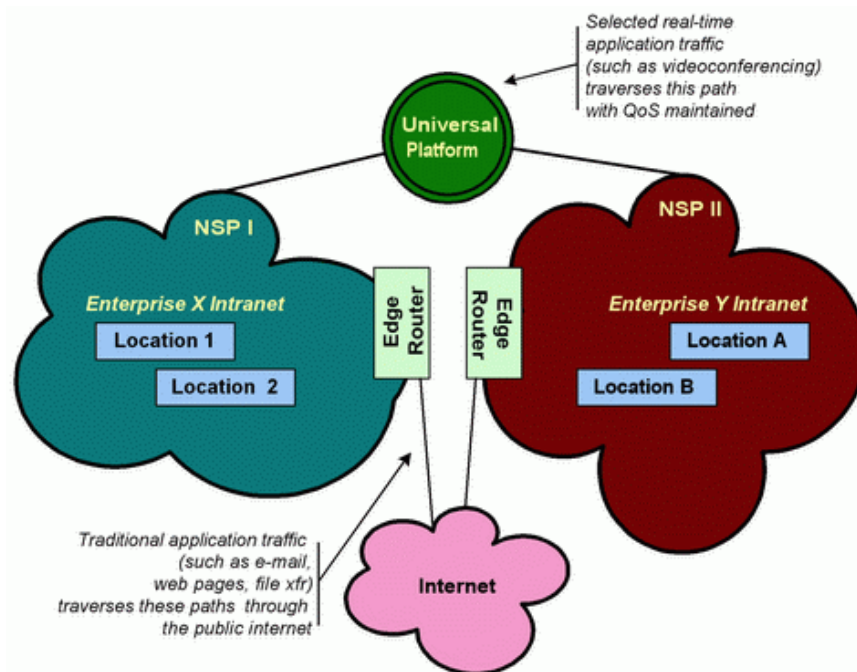 Selected real-time
application traffic
(such as videoconferencing)
traverses this path
with QoS maintained
Universal
Platform
NSP I
NSP II
Enterprise X Intranet
Location 1
Location 2
Edge
Router
Edge
Router
Enterprise Y Intranet
Location A
Location B
Traditional application traffic
(such as e-mail,
web pages, file xfr)
traverses these paths through
the public internet
Internet